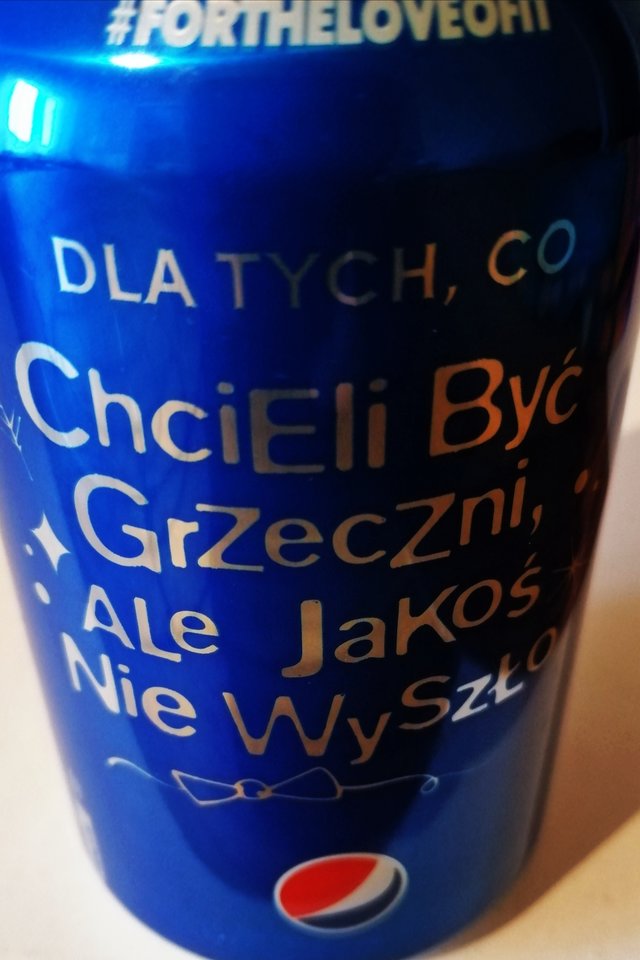 #FORTHELOVEOFIT
DLA TYCH, CO
ChciEli Być
GrZecZni,
ALe JaKoś
Nie WySzŁo